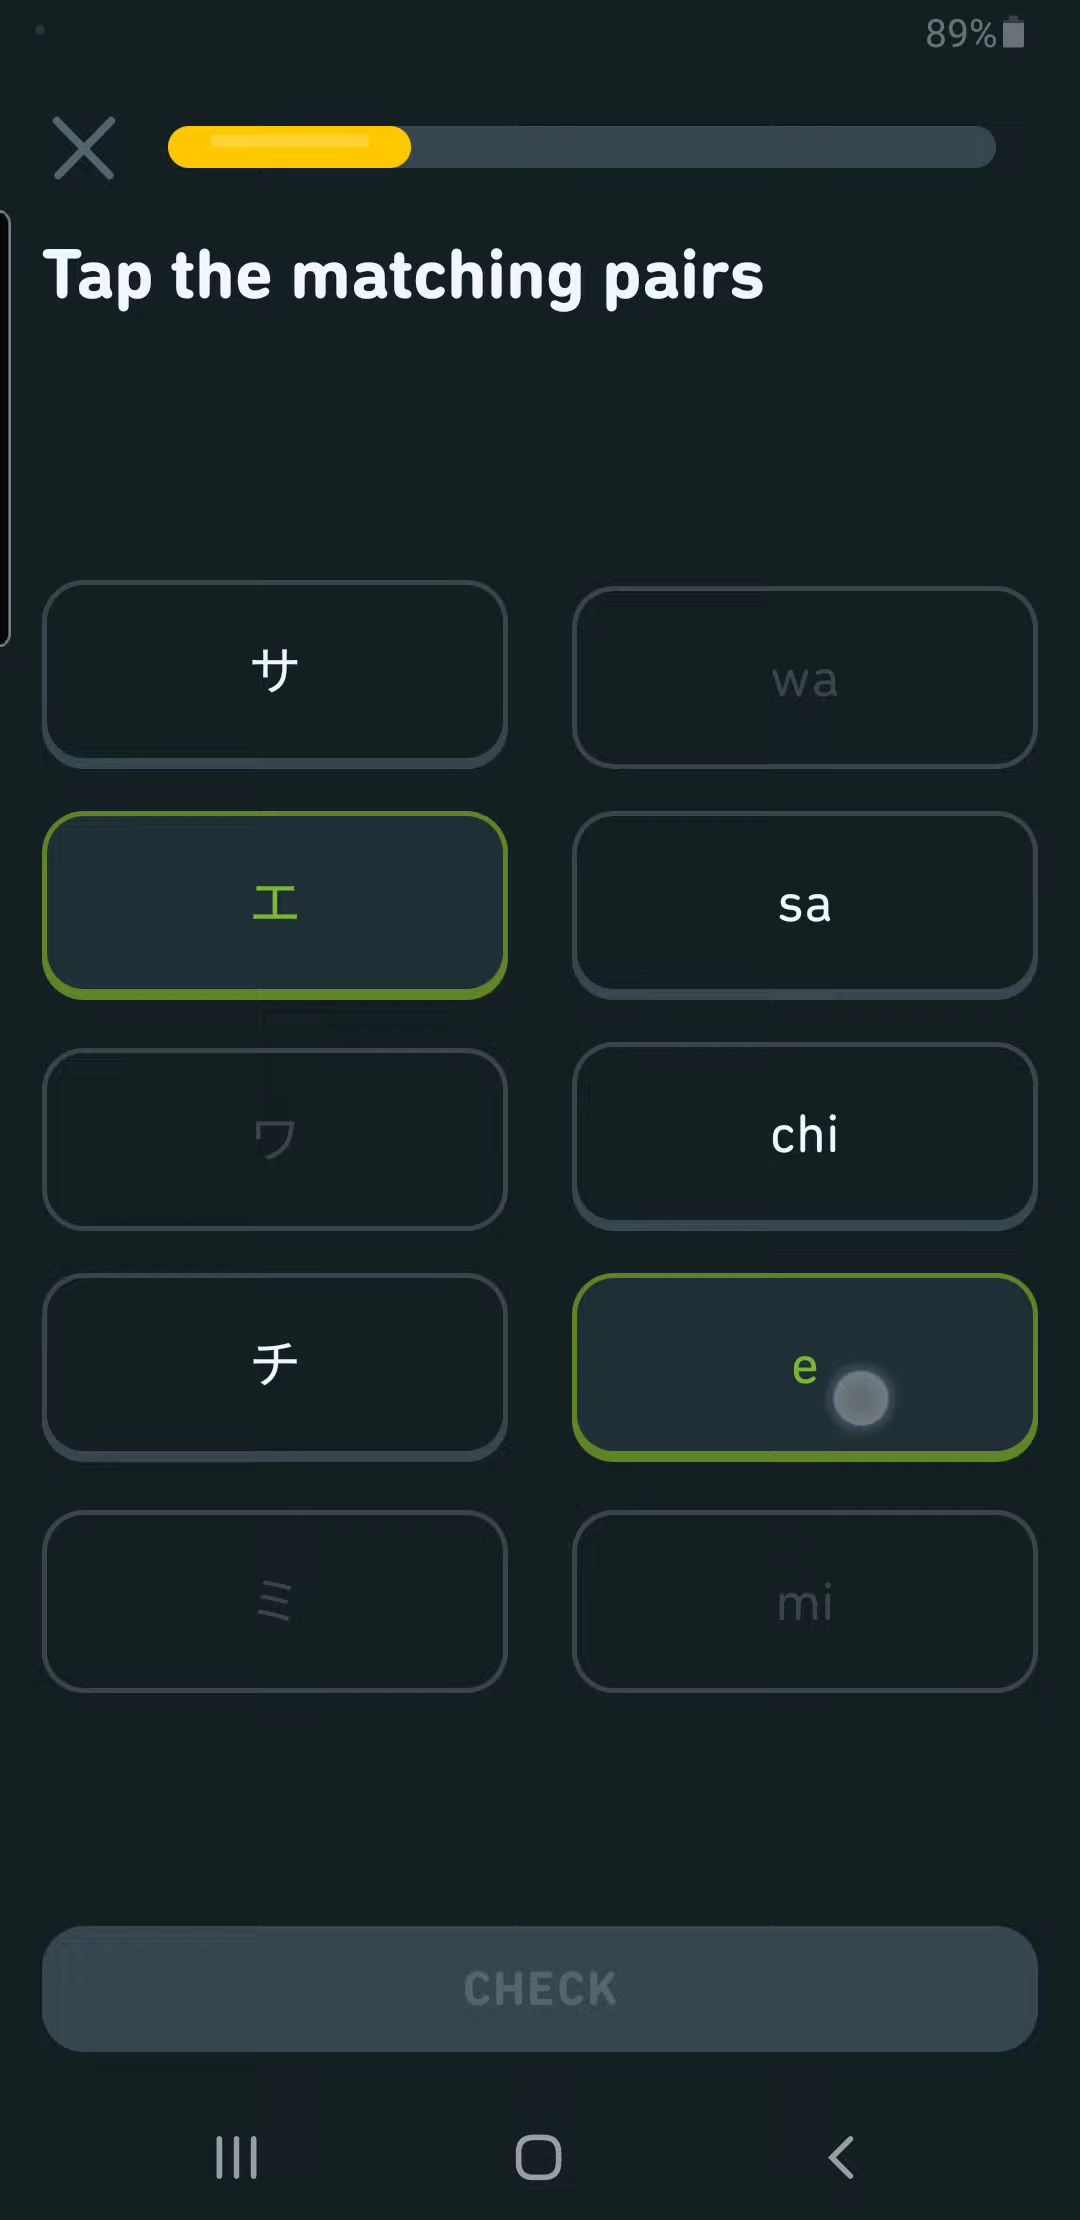 89%
Tap the matching pairs
サ
wa
エ
sa
ワ
chi
チ
e
ミ
mi
CHECK